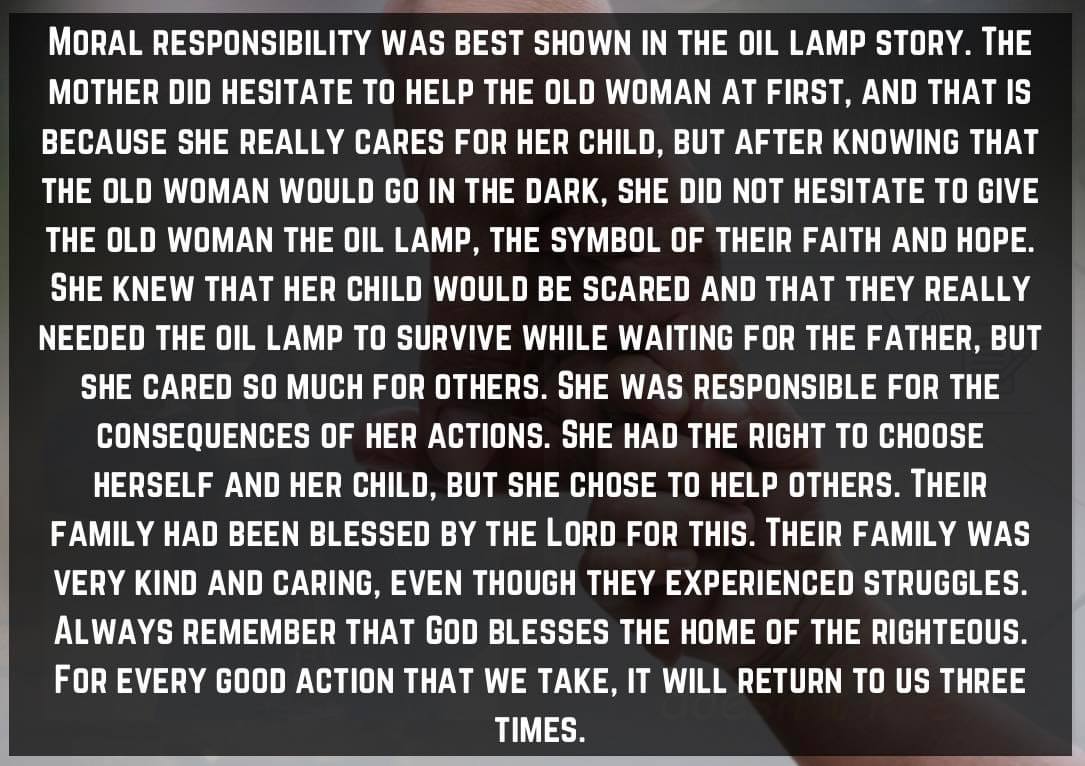 Moral responsibility was best shown in the oil lamp story. The
mother did hesitate to help the old woman at first, and that is
because she really cares for her child, but after knowing that
the old woman would go in the dark, she did not hesitate to give
the old woman the oil lamp, the symbol of their faith and hope.
She knew that her child would be scared and that they really
needed the oil lamp to survive while waiting for the father, but
she cared so much for others. She was responsible for the
consequences of her actions. She had the right to choose
herself and her child, but she chose to help others. Their
family had been blessed by the Lord for this. Their family was
very kind and caring, even though they experienced struggles.
Always remember that God blesses the home of the righteous.
For every good action that we take, it will return to us three
times.